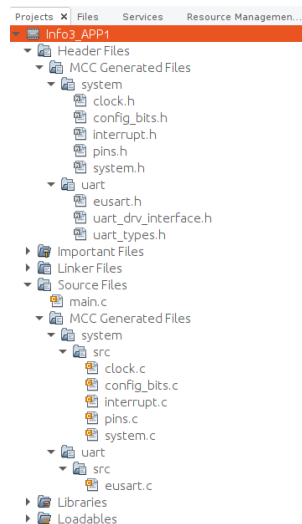 Projects × Files Services Resource Managemen...
Info3_APP1
Header Files
MCC Generated Files
system
clock.h
config_bits.h
interrupt.h
pins.h
system.h
uart
eusart.h
uart_drv_interface.h
uart_types.h
Important Files
Linker Files
Source Files
main.c
MCC Generated Files
system
src
clock.c
config_bits.c
interrupt.c
pins.c
system.c
uart
src
eusart.c
Libraries
Loadables